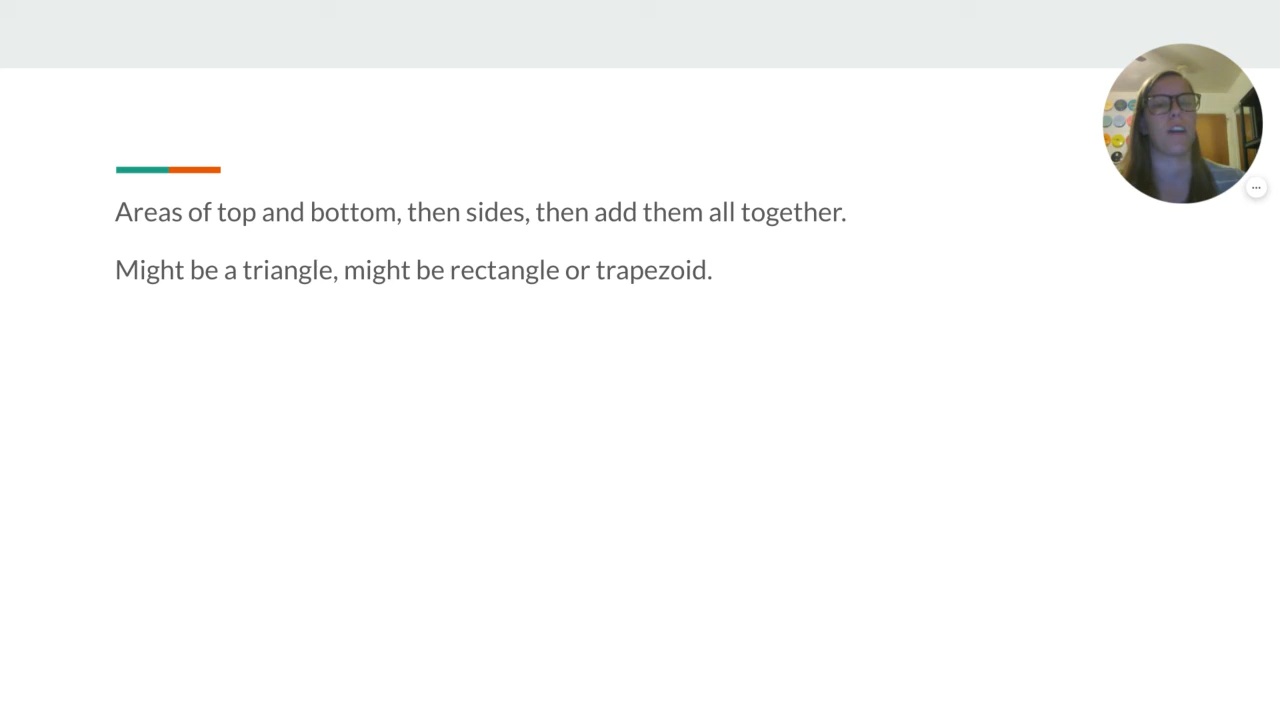 Areas of top and bottom, then sides, then add them all together.
Might be a triangle, might be rectangle or trapezoid.